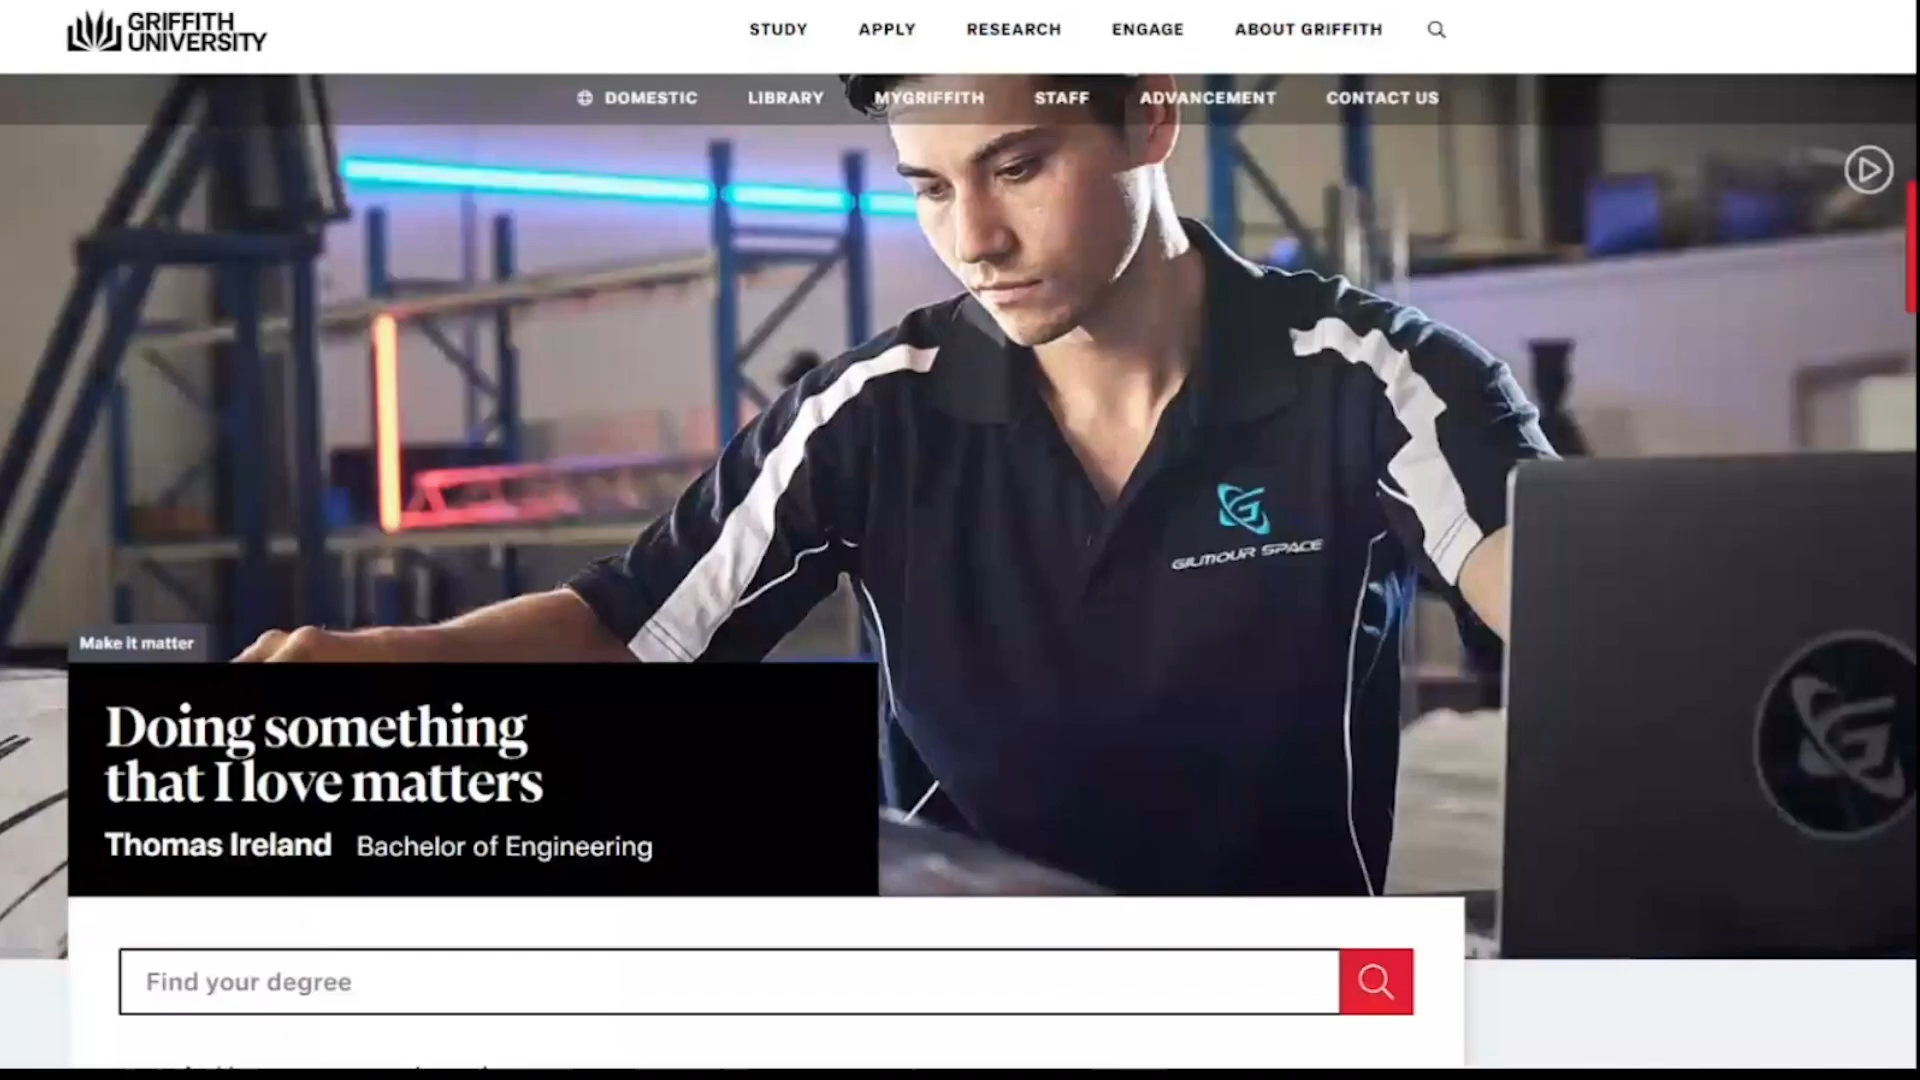 GRIFFITH
UNIVERSITY
STUDY APPLY RESEARCH ENGAGE ABOUT GRIFFITH
DOMESTIC LIBRARY MYGRIFFITH STAFF ADVANCEMENT CONTACT US
GILMOUR SPACE
Make it matter
Doing something
that I love matters
Thomas Ireland Bachelor of Engineering
Find your degree